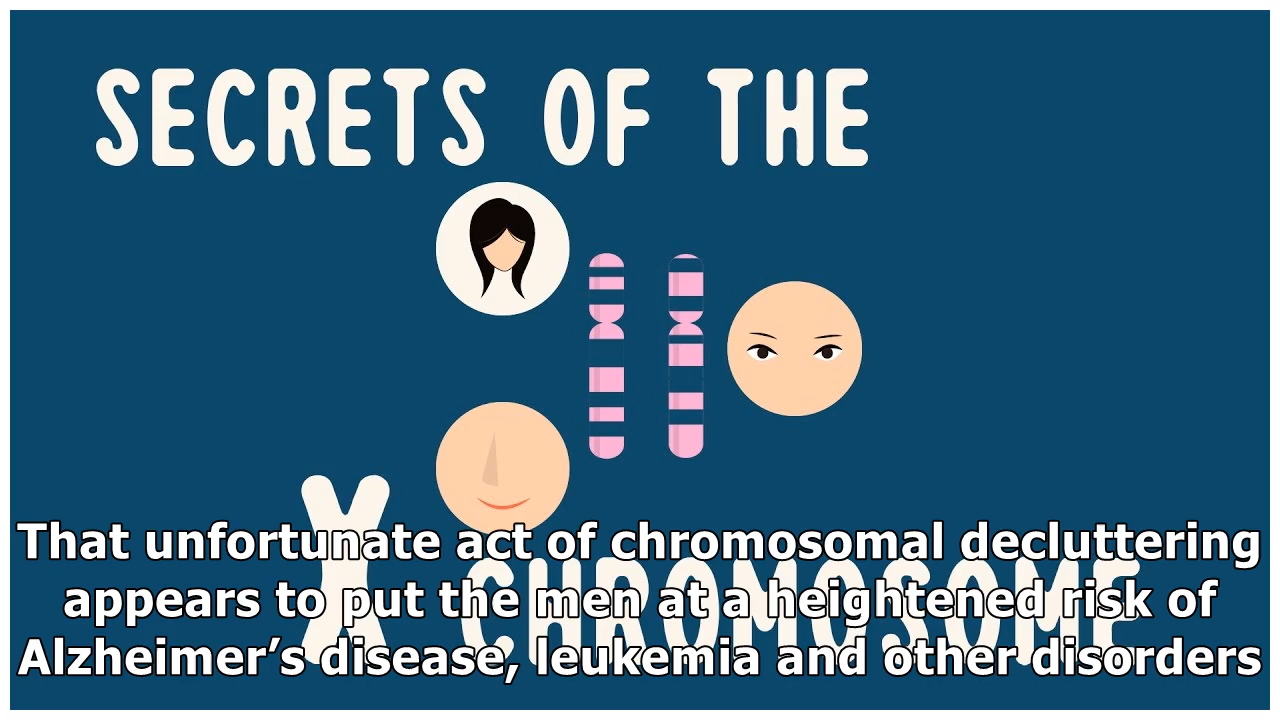 SECRETS OF THE
X CHROMOSOME
That unfortunate act of chromosomal decluttering
appears to put the men at a heightened risk of
Alzheimer’s disease, leukemia and other disorders